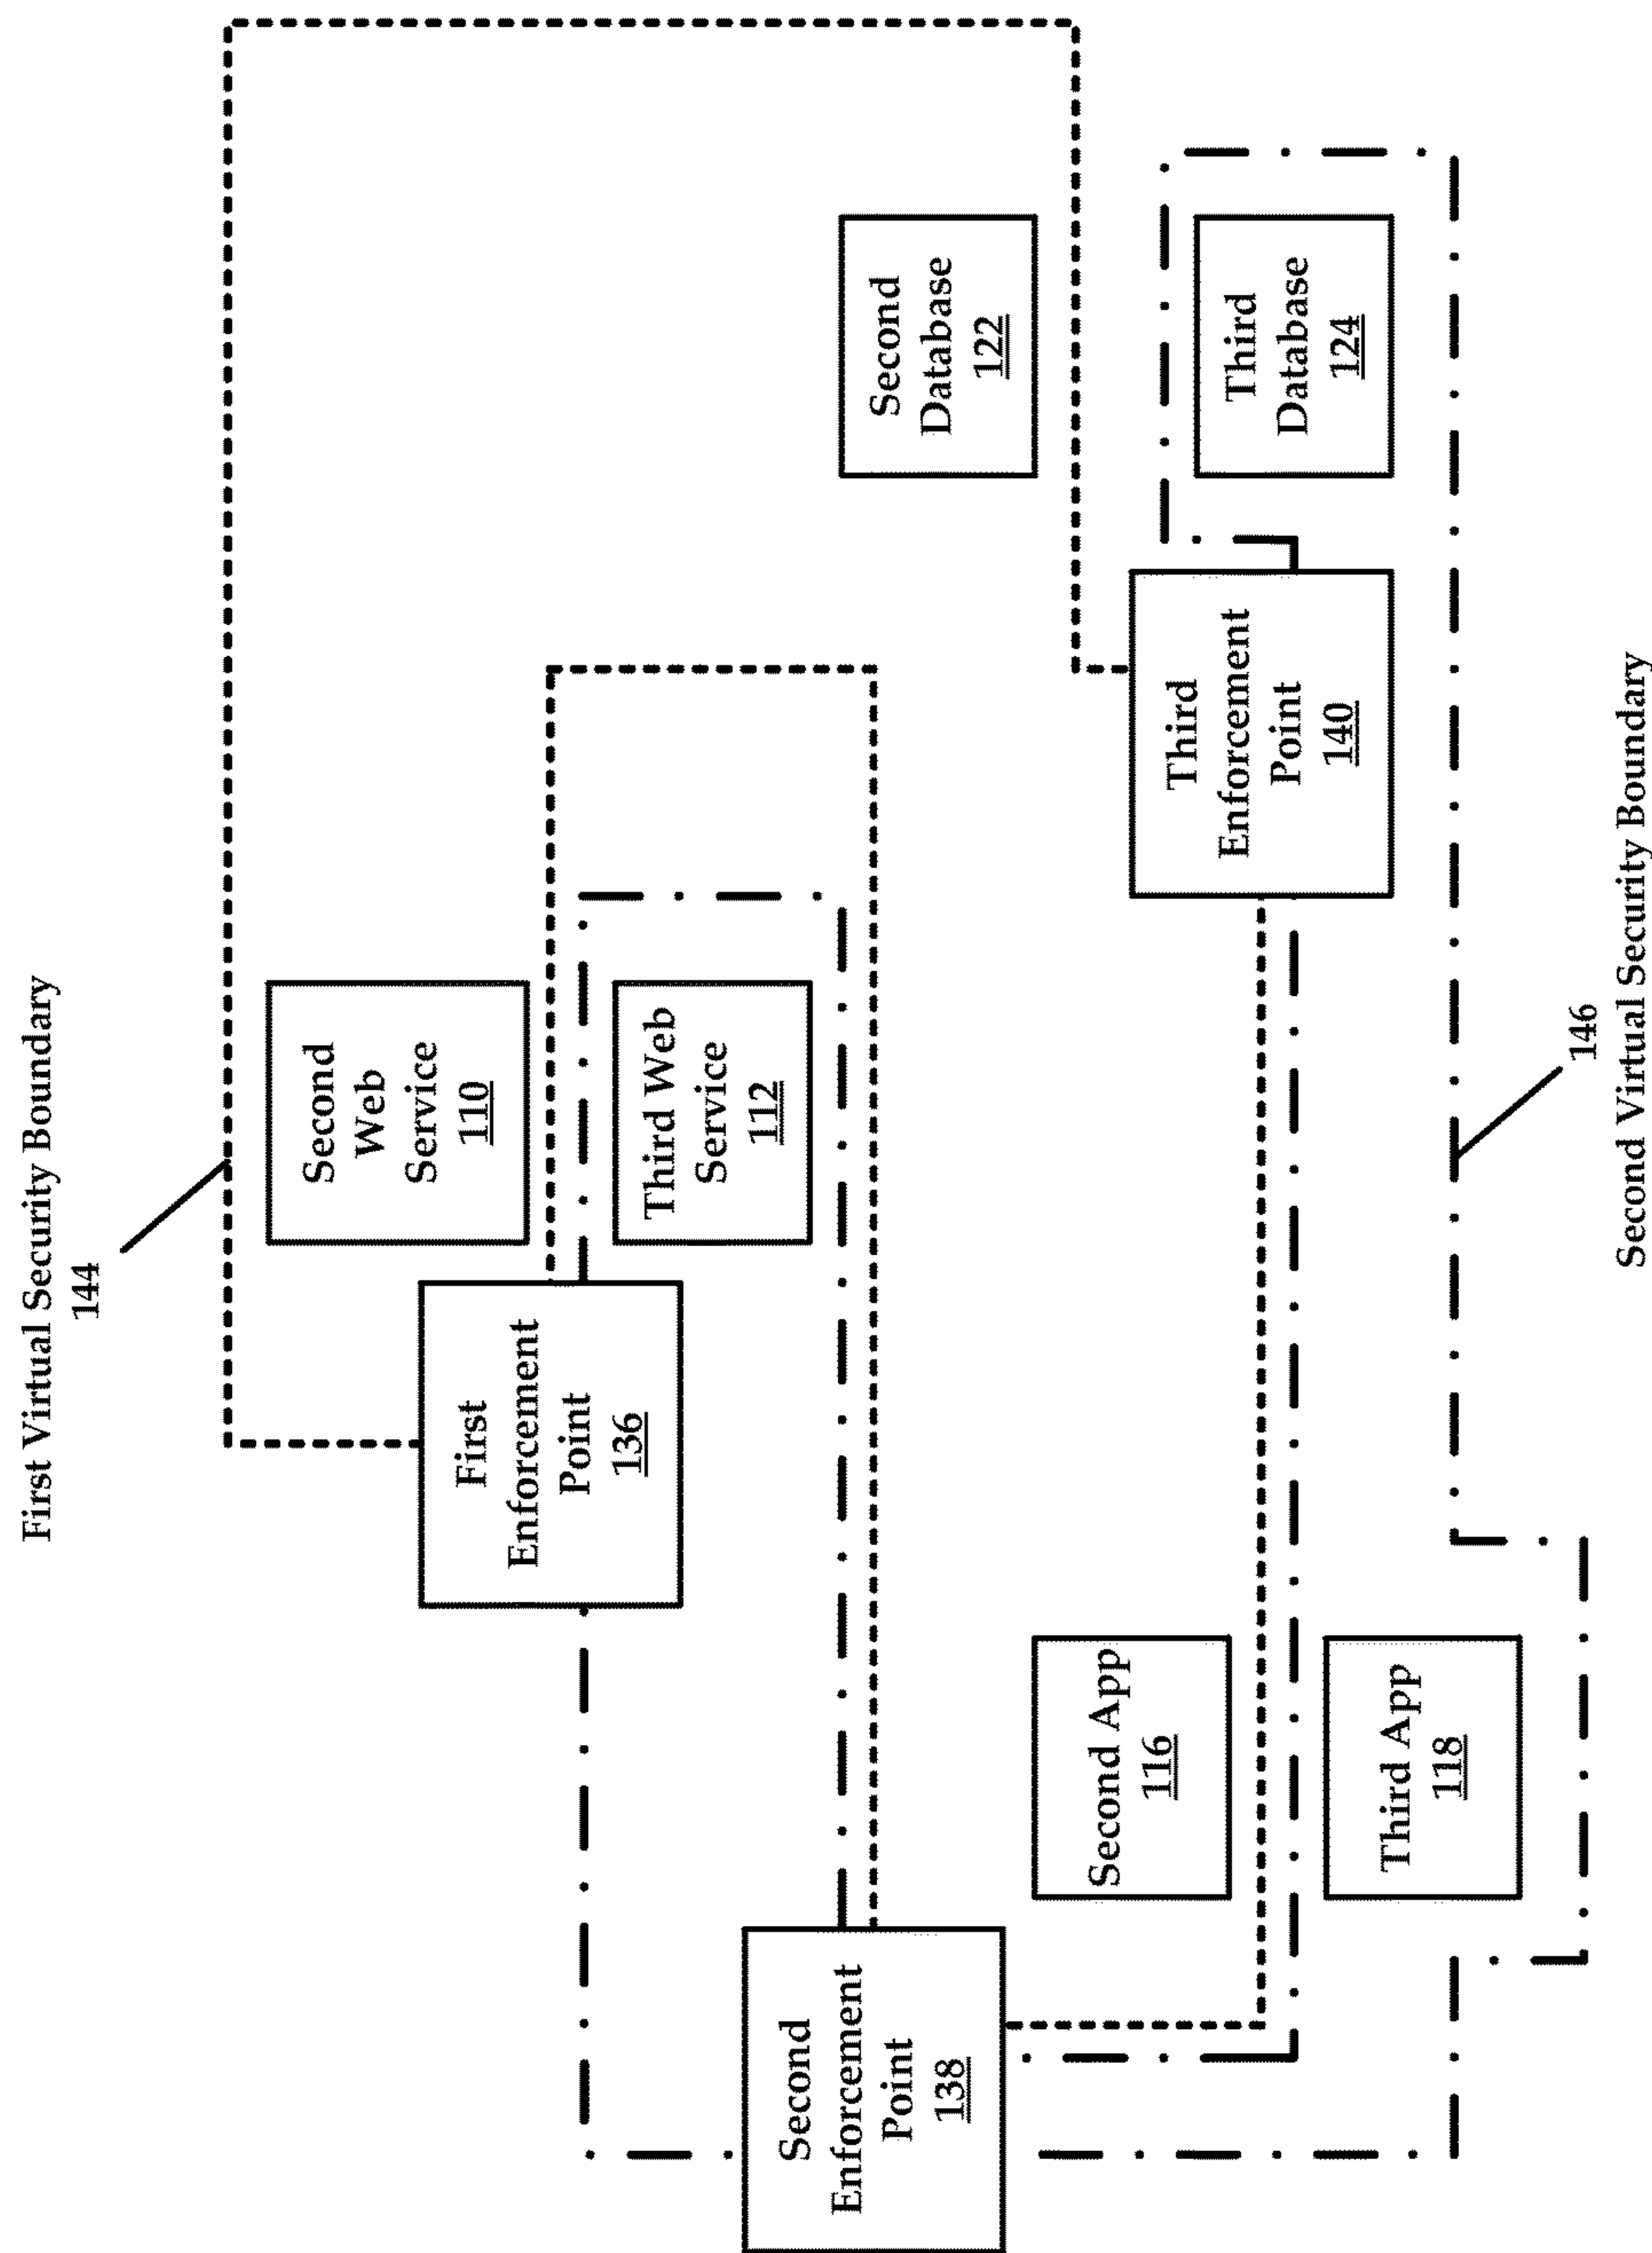 First Virtual Security Boundary
144
Second
Web
Service
110
First
Enforcement
Point
136
Third Web
Service
112
Second
Enforcement
Point
138
Second
Database
122
Second App
116
Third
Enforcement
Point
140
Third
Database
124
Third App
118
146
Second Virtual Security Boundary